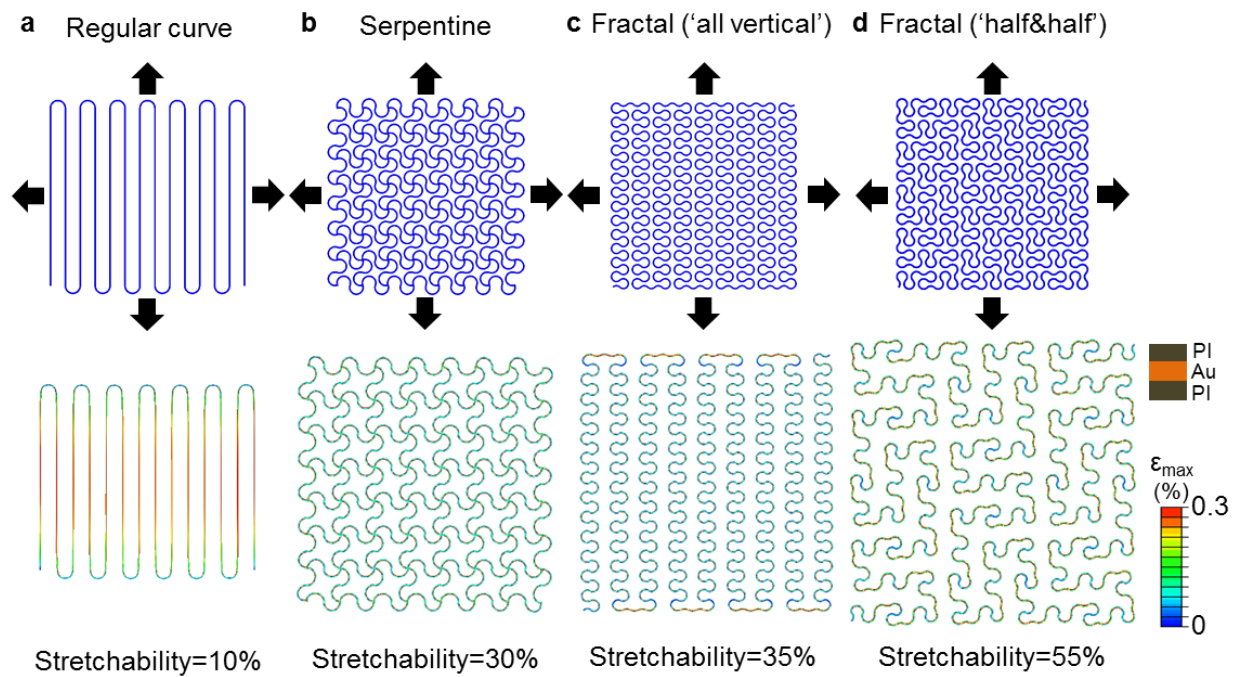 a Regular curve
b Serpentine
c Fractal (‘all vertical’)
d Fractal (‘half&half’)
PI
Au
PI
εmax
(%)
0.3
0
Stretchability=10%
Stretchability=30%
Stretchability=35%
Stretchability=55%